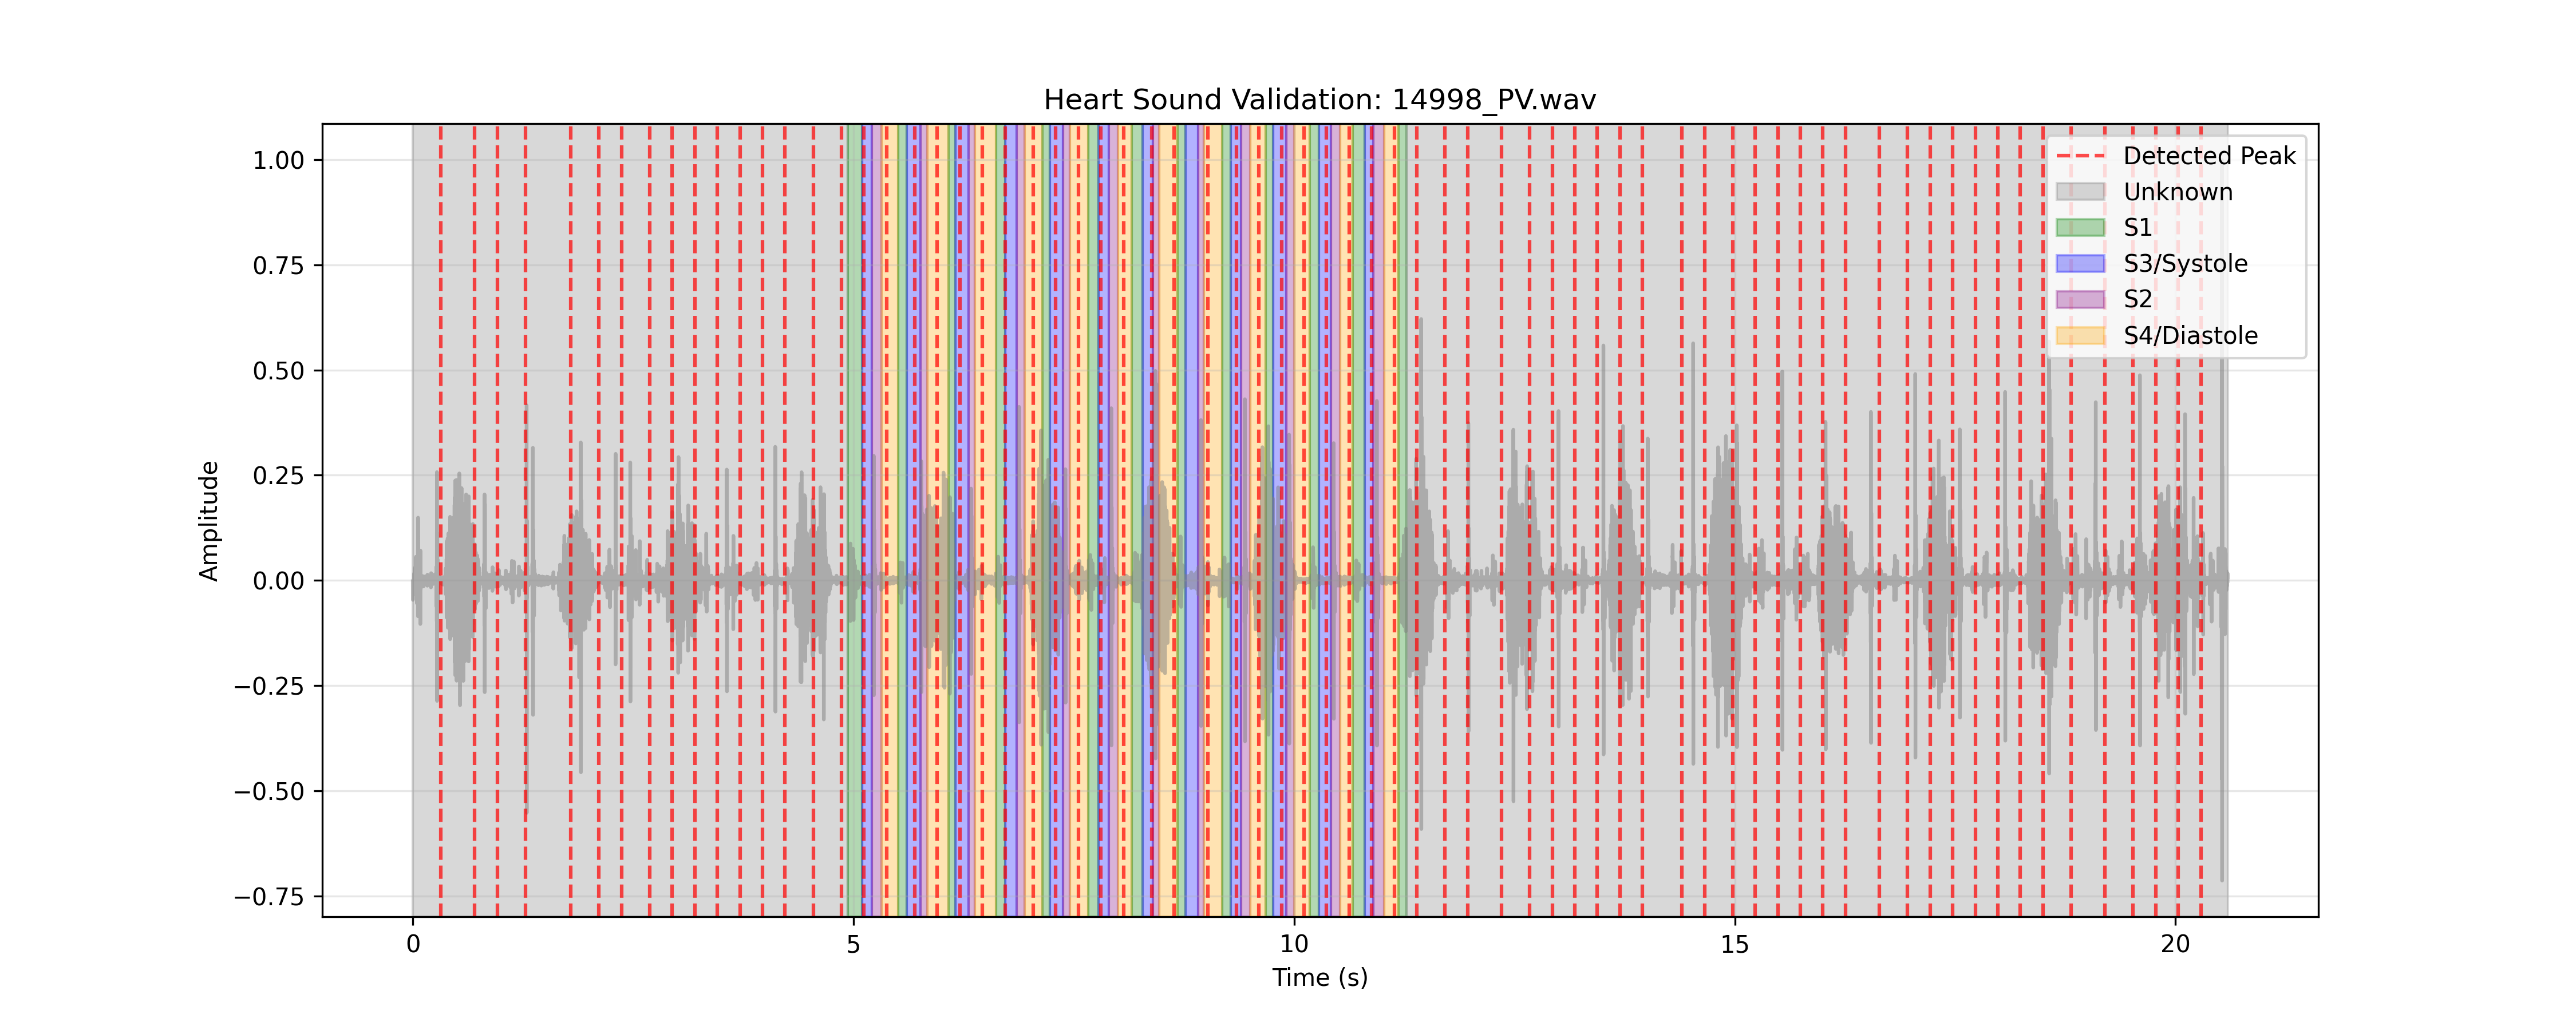 Heart Sound Validation: 14998_PV.wav
1.00
0.75
0.50
0.25
0.00
−0.25
−0.50
−0.75
Amplitude
0
5
10
15
20
Time (s)
Detected Peak
Unknown
S1
S3/Systole
S2
S4/Diastole